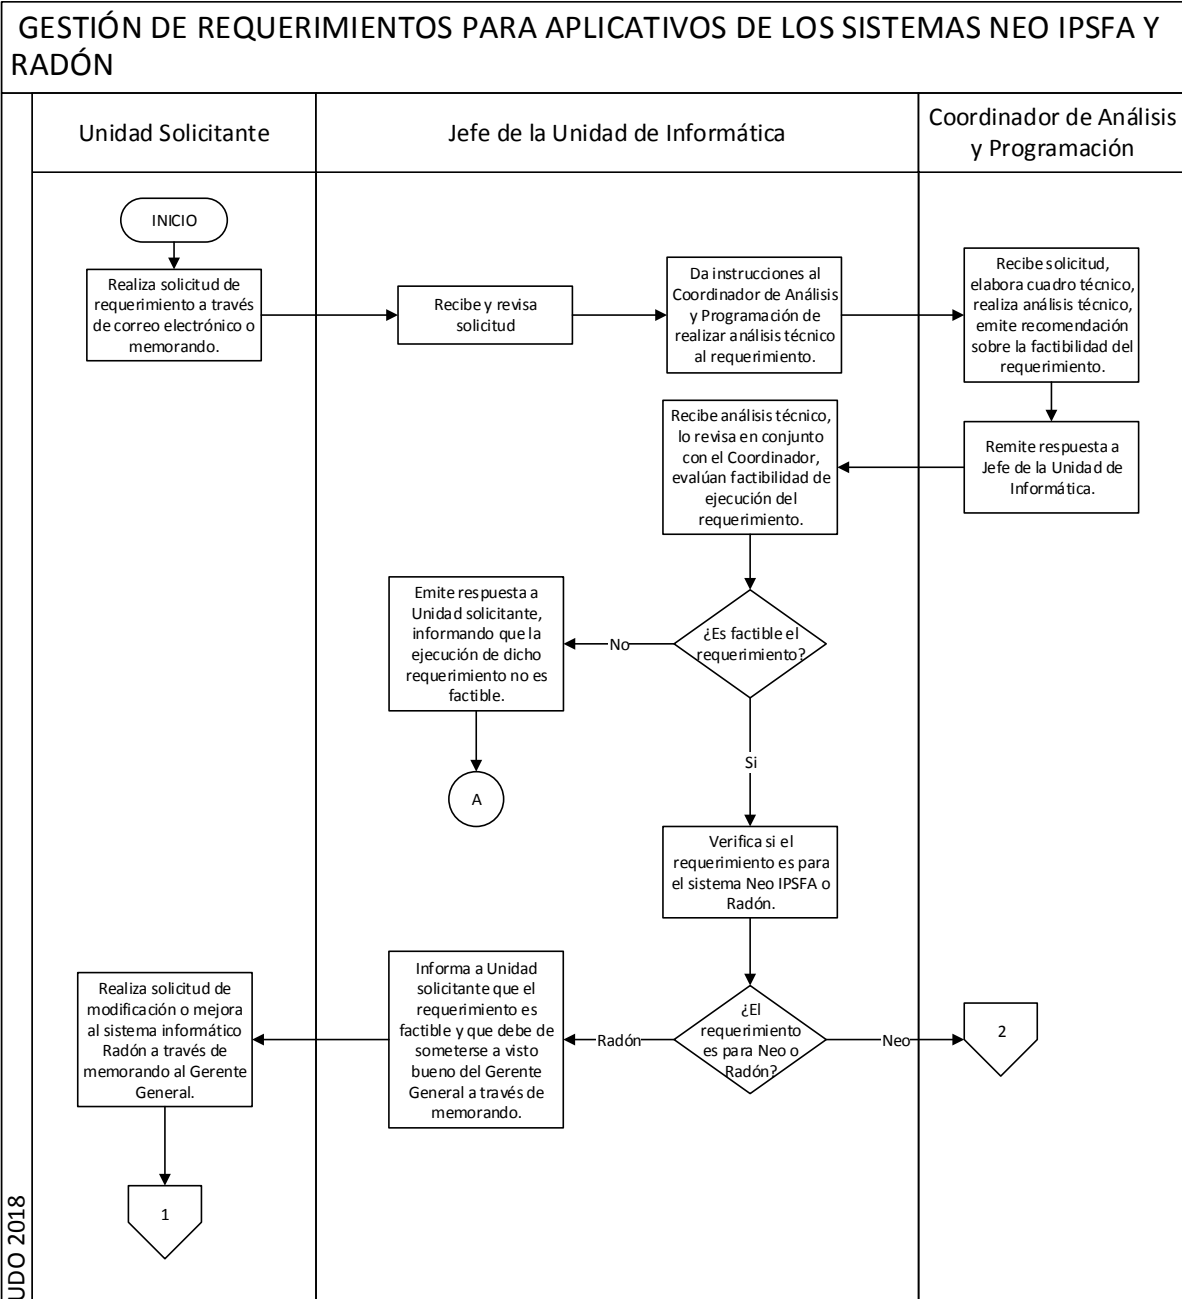 GESTIÓN DE REQUERIMIENTOS PARA APLICATIVOS DE LOS SISTEMAS NEO IPSFA Y
RADÓN
Unidad Solicitante
Jefe de la Unidad de Informática
Coordinador de Análisis
y Programación
INICIO
Realiza solicitud de
requerimiento a través
de correo electrónico o
memorando.
Recibe y revisa
solicitud
Da instrucciones al
Coordinador de Análisis
y Programación de
realizar análisis técnico
al requerimiento.
Recibe solicitud,
elabora cuadro técnico,
realiza análisis técnico,
emite recomendación
sobre la factibilidad del
requerimiento.
Remite respuesta a
Jefe de la Unidad de
Informática.
Recibe análisis técnico,
lo revisa en conjunto
con el Coordinador,
evalúan factibilidad de
ejecución del
requerimiento.
¿Es factible el
requerimiento?
No
Emite respuesta a
Unidad solicitante,
informando que la
ejecución de dicho
requerimiento no es
factible.
A
Si
Verifica si el
requerimiento es para
el sistema Neo IPSFA o
Radón.
¿El
requerimiento
es para Neo o
Radón?
Neo
2
Radón
Informa a Unidad
solicitante que el
requerimiento es
factible y que debe de
someterse a visto
bueno del Gerente
General a través de
memorando.
Realiza solicitud de
modificación o mejora
al sistema informático
Radón a través de
memorando al Gerente
General.
1
UDO 2018